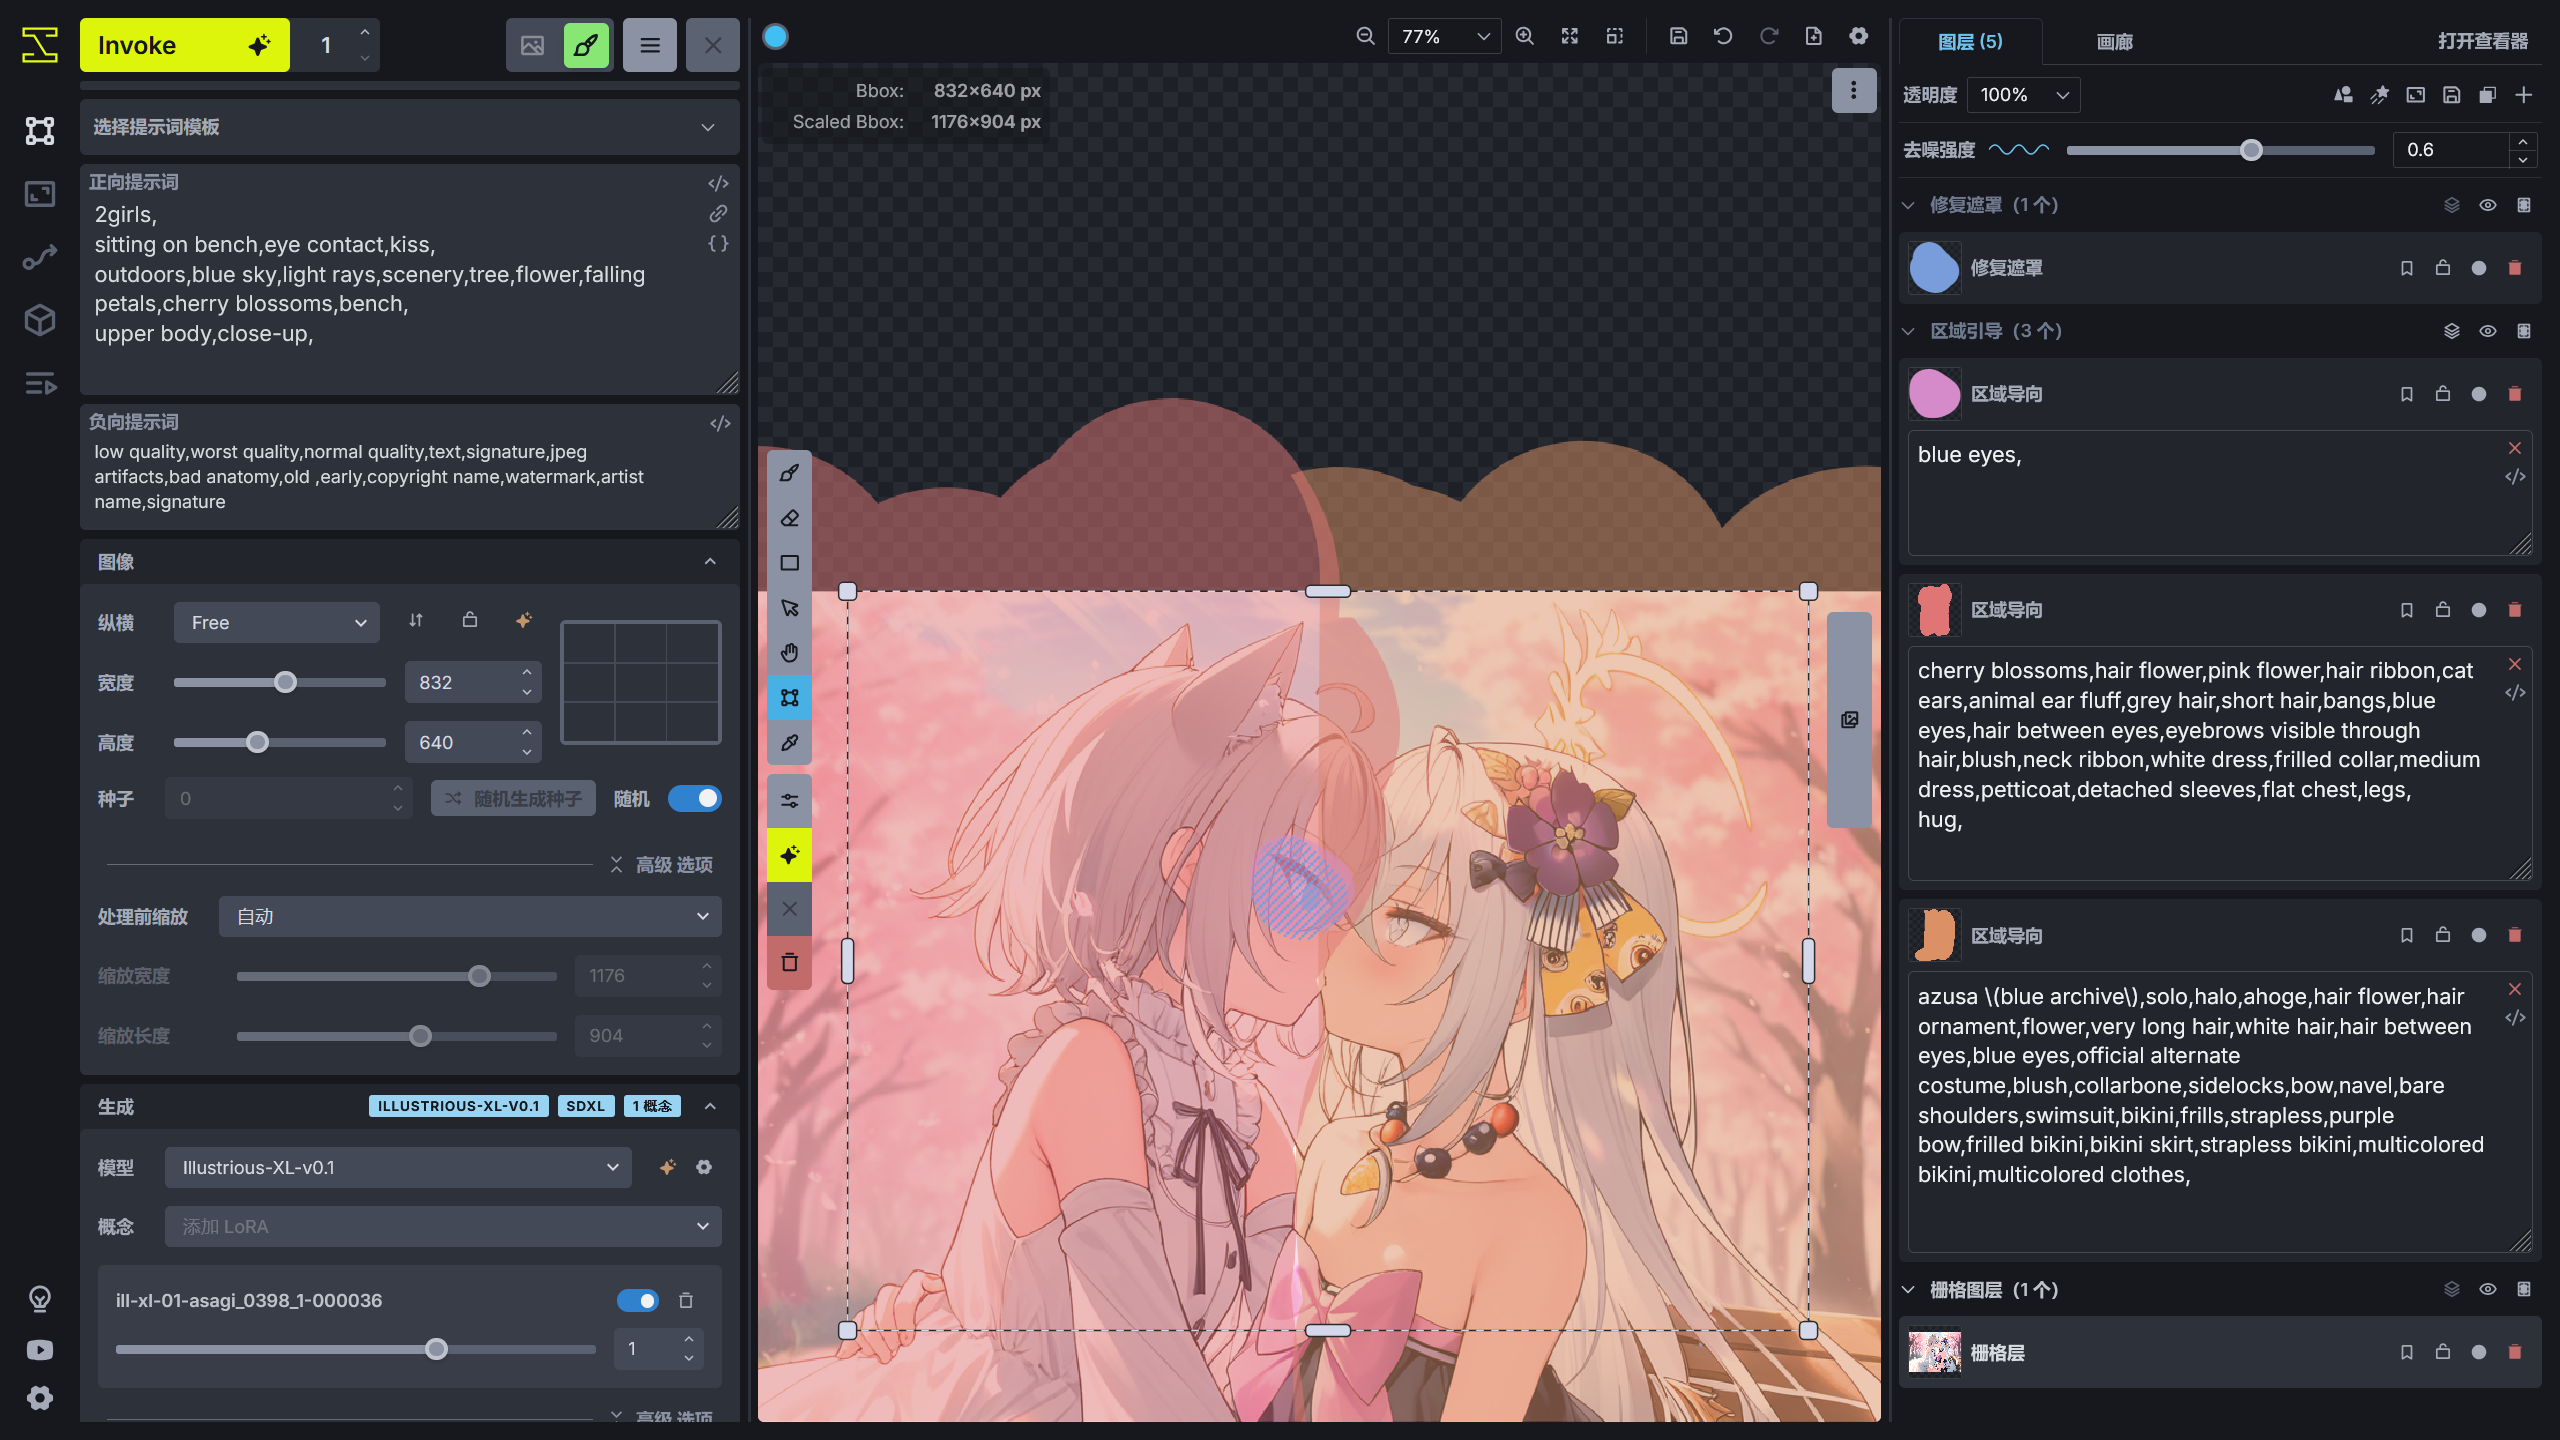 Invoke
1
选择提示词模板
正向提示词
2girls,
sitting on bench,eye contact,kiss,
outdoors,blue sky,light rays,scenery,tree,flower,falling
petals,cherry blossoms,bench,
upper body,close-up,
负向提示词
low quality,worst quality,normal quality,text,signature,jpeg
artifacts,bad anatomy,old ,early,copyright name,watermark,artist
name,signature
图像
纵横
Free
宽度
832
高度
640
种子
0
随机生成种子
随机
高级 选项
处理前缩放
自动
缩放宽度
1176
缩放长度
904
生成
ILLUSTRIOUS-XL-V0.1
SDXL
1 概念
模型
Illustrious-XL-v0.1
概念
添加 LoRA
ill-xl-01-asagi_0398_1-000036
1
高级 选项
77%
Bbox: 832×640 px
Scaled Bbox: 1176×904 px
图层 (5)
画廊
打开查看器
透明度
100%
去噪强度
0.6
修复遮罩 (1 个)
修复遮罩
区域引导 (3 个)
区域导向
blue eyes,
区域导向
cherry blossoms,hair flower,pink flower,hair ribbon,cat
ears,animal ear fluff,grey hair,short hair,bangs,blue
eyes,hair between eyes,eyebrows visible through
hair,blush,neck ribbon,white dress,frilled collar,medium
dress,petticoat,detached sleeves,flat chest,legs,
hug,
区域导向
azusa \(blue archive\),solo,halo,ahoge,hair flower,hair
ornament,flower,very long hair,white hair,hair between
eyes,blue eyes,official alternate
costume,blush,collarbone,sidelocks,bow,navel,bare
shoulders,swimsuit,bikini,frills,strapless,purple
bow,frilled bikini,bikini skirt,strapless bikini,multicolored
bikini,multicolored clothes,
栅格图层 (1 个)
栅格层